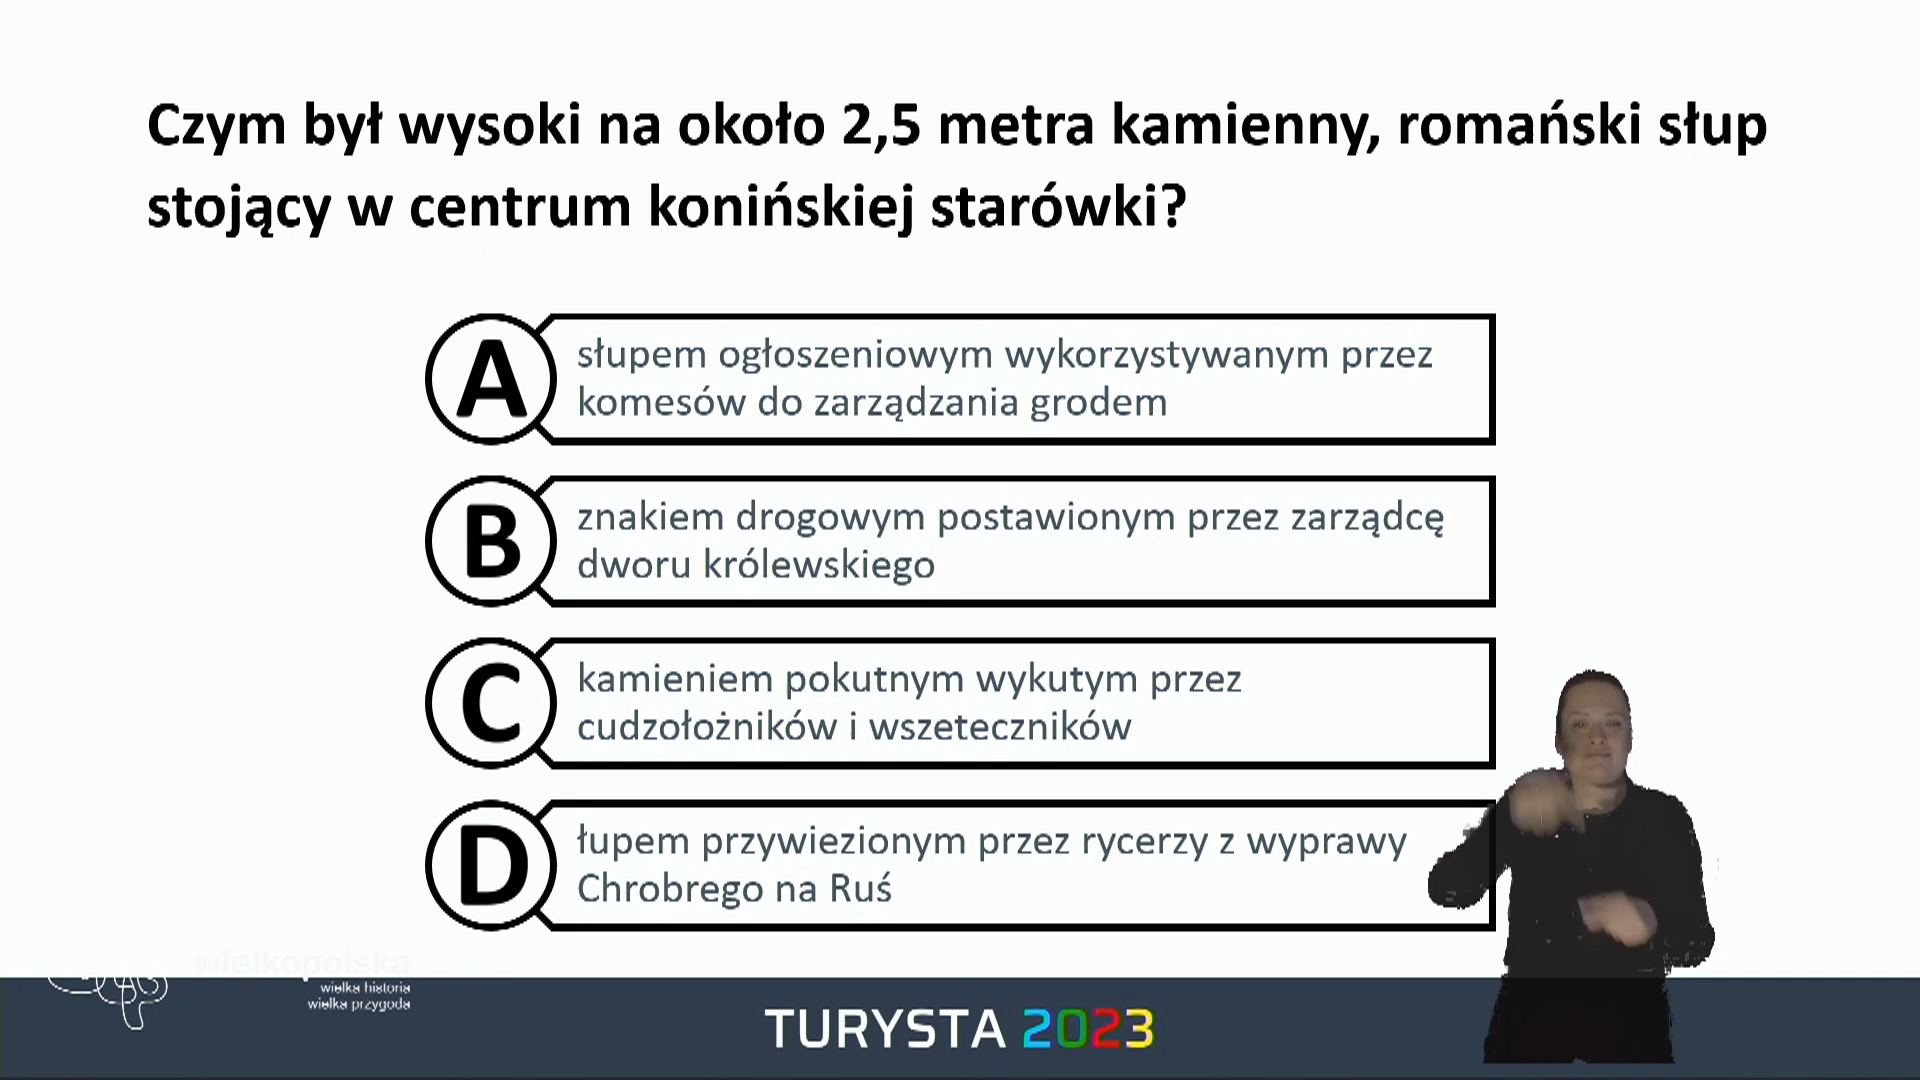 Czym był wysoki na około 2,5 metra kamienny, romański słup
stojący w centrum konińskiej starówki?
A
słupem ogłoszeniowym wykorzystywanym przez
komesów do zarządzania grodem
B
znakiem drogowym postawionym przez zarządcę
dworu królewskiego
C
kamieniem pokutnym wykutym przez
cudzołożników i wszeteczników
D
łupem przywiezionym przez rycerzy z wyprawy
Chrobrego na Ruś
wielkopolska
wielka historia
wielka przygoda
TURYSTA 2023